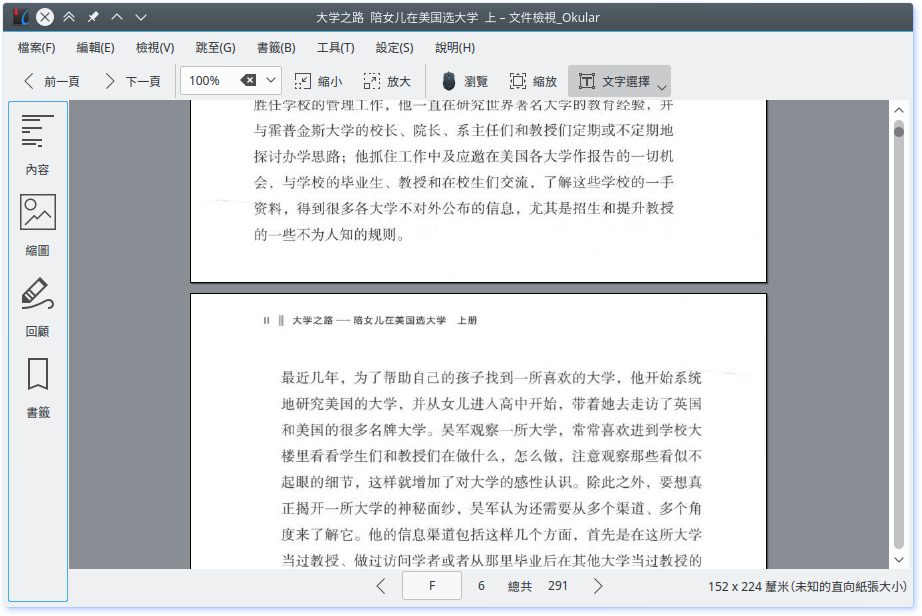 大学之路 陪女儿在美国选大学 上 – 文件檢視_Okular
檔案(F) 編輯(E) 檢視(V) 跳至(G) 書籤(B) 工具(T) 設定(S) 說明(H)
前一頁 下一頁 100% 縮小 放大 瀏覽 縮放 文字選擇
內容
縮圖
回顧
書籤
胜任学校的管理工作，他一直在研究世界著名大学的教育经验，并
与霍普金斯大学的校长、院长、系主任们和教授们定期或不定期地
探讨办学思路；他抓住工作中及应邀在美国各大学作报告的一切机
会，与学校的毕业生、教授和在校生们交流，了解这些学校的一手
资料，得到很多各大学不对外公布的信息，尤其是招生和提升教授
的一些不为人知的规则。
II 大学之路 —— 陪女儿在美国选大学 上册
最近几年，为了帮助自己的孩子找到一所喜欢的大学，他开始系统
地研究美国的大学，并从女儿进入高中开始，带着她去走访了英国
和美国的很多名牌大学。吴军观察一所大学，常常喜欢进到学校大
楼里看看学生们和教授们在做什么，怎么做，注意观察那些看似不
起眼的细节，这样就增加了对大学的感性认识。除此之外，要想真
正揭开一所大学的神秘面纱，吴军认为还需要从多个渠道、多个角
度来了解它。他的信息渠道包括这样几个方面，首先是在这所大学
当过教授、做过访问学者或者从那里毕业后在其他大学当过教授的
F 6 總共 291
152 x 224 釐米(未知的直向紙張大小)